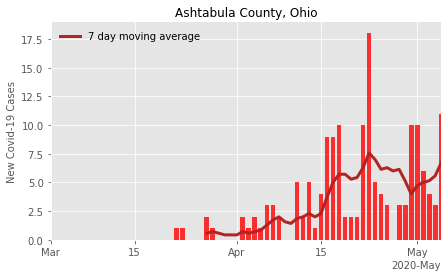 Ashtabula County, Ohio
7 day moving average
New Covid-19 Cases
17.5
15.0
12.5
10.0
7.5
5.0
2.5
0.0
Mar
15
Apr
15
May
2020-May